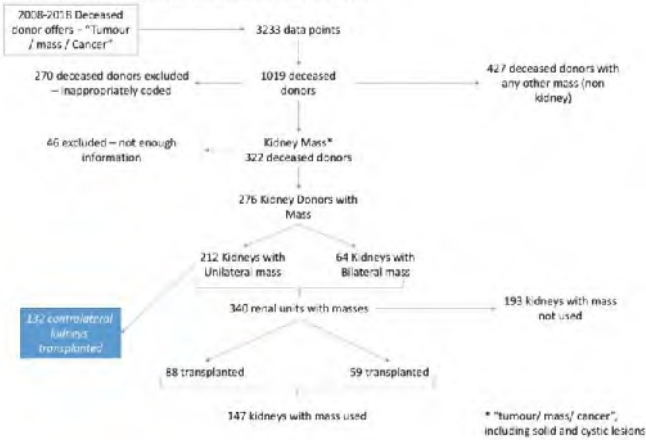 2008-2018 Deceased
donor offers – "Tumour
/ mass / Cancer"
3233 data points
270 deceased donors excluded
– inappropriately coded
1019 deceased
donors
427 deceased donors with
any other mass (non
kidney)
46 excluded – not enough
information
Kidney Mass*
322 deceased donors
276 Kidney Donors with
Mass
212 Kidneys with
Unilateral mass
64 Kidneys with
Bilateral mass
132 contralateral
kidneys
transplanted
340 renal units with masses
193 kidneys with mass
not used
88 transplanted
59 transplanted
147 kidneys with mass used
* "tumour/ mass/ cancer",
including solid and cystic lesions